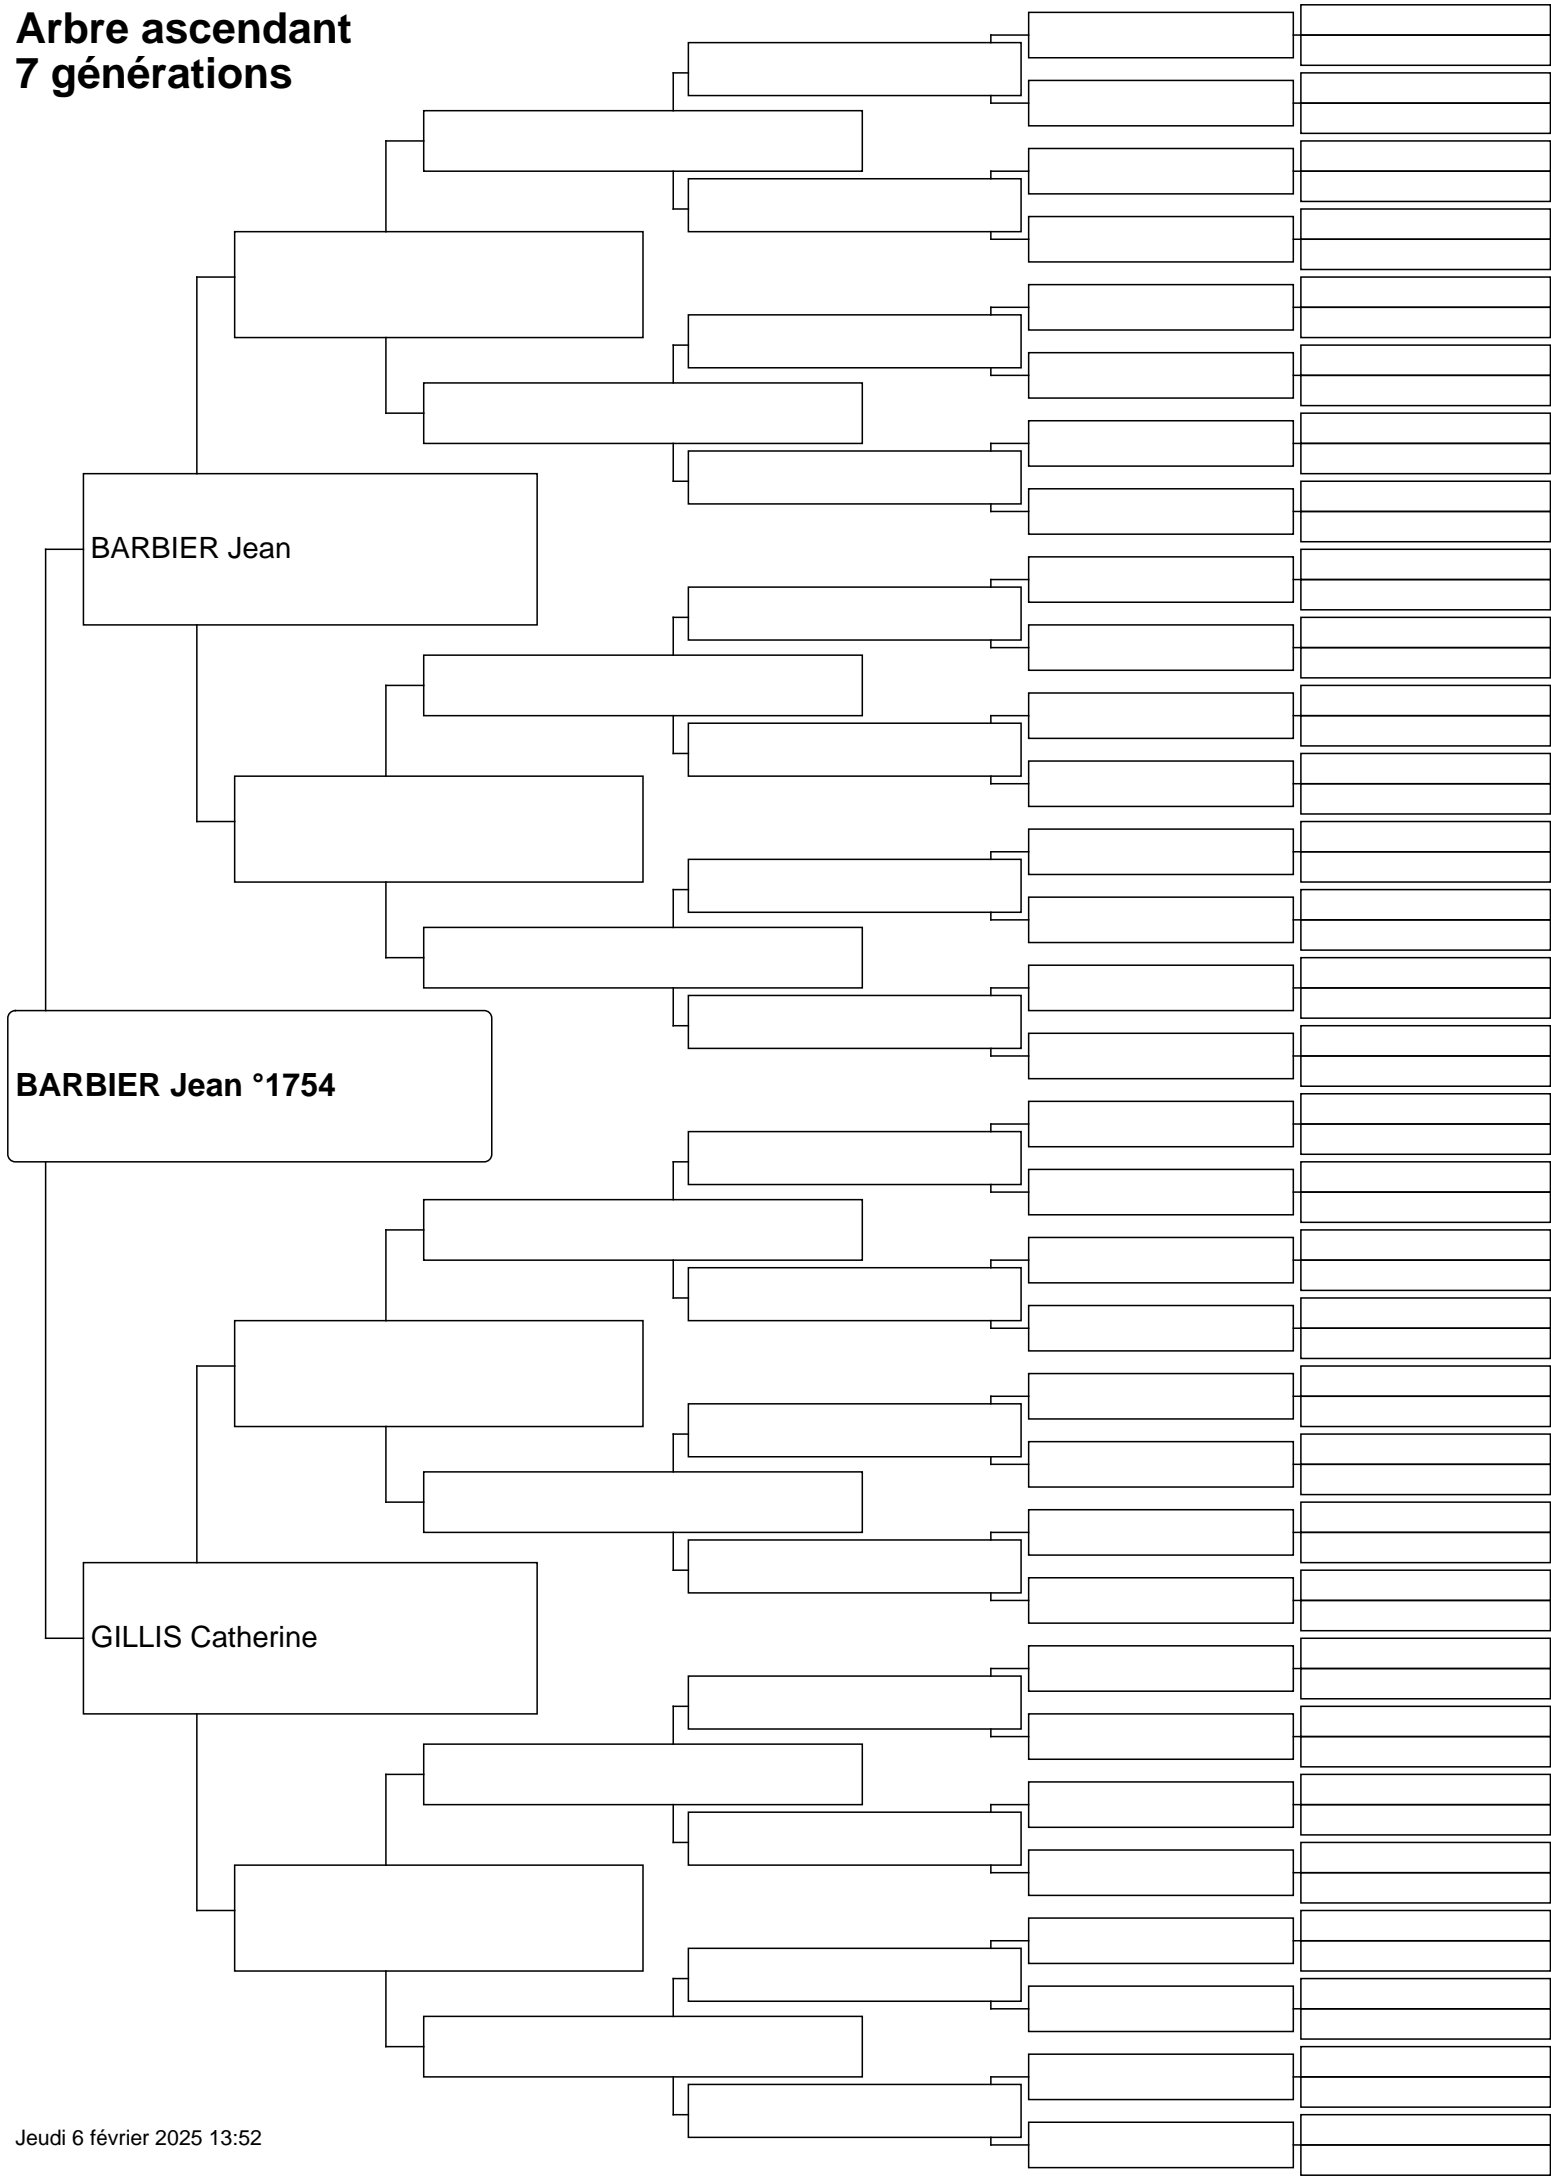 Arbre ascendant
7 générations
BARBIER Jean
BARBIER Jean °1754
GILLIS Catherine
Jeudi 6 février 2025 13:52